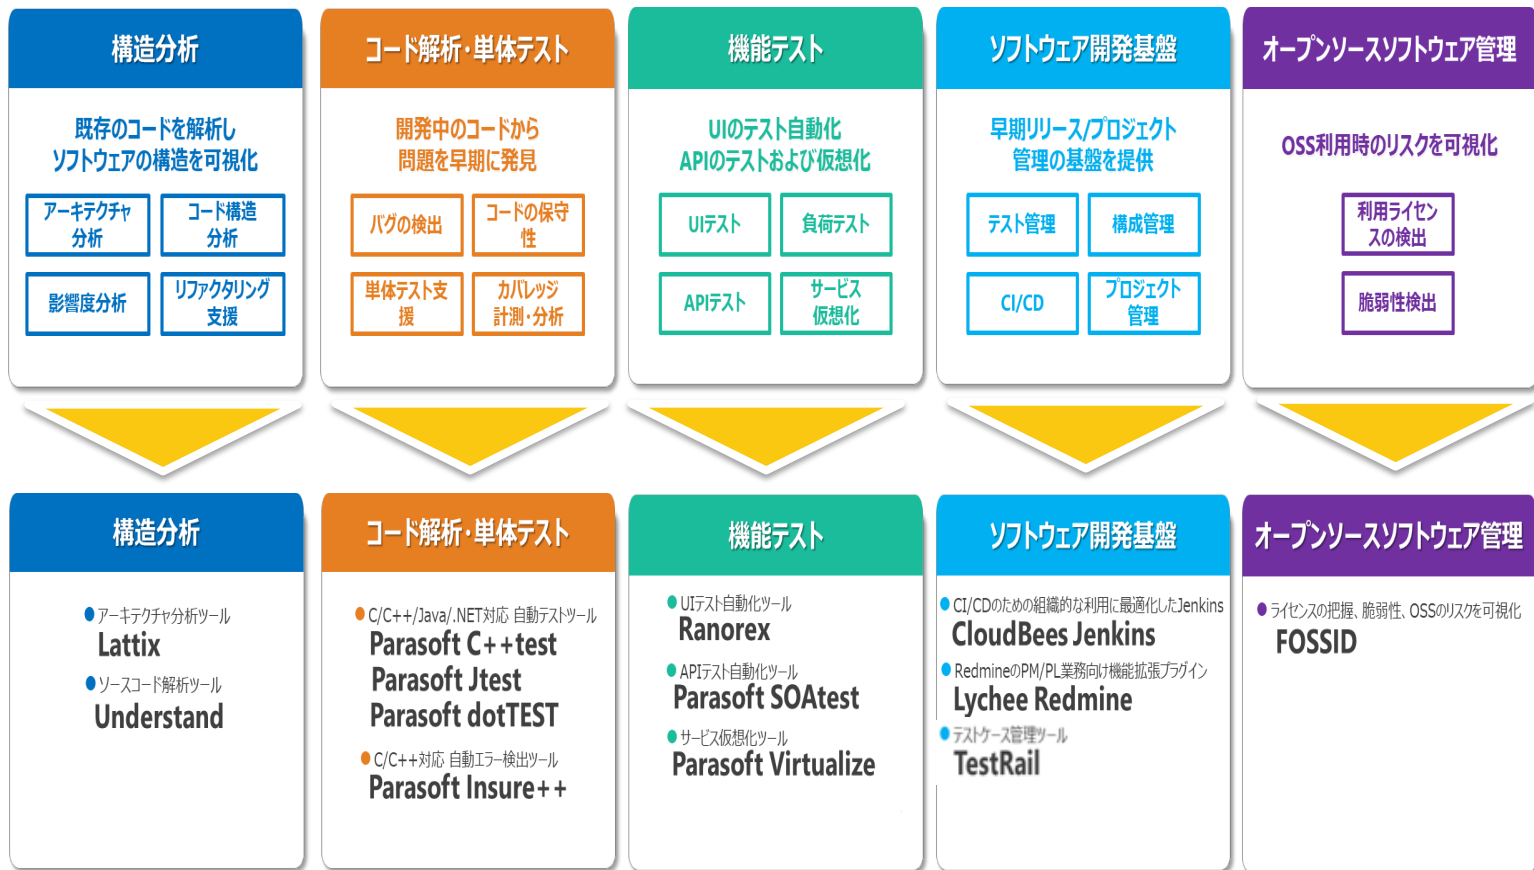 構造分析
既存のコードを解析し
ソフトウェアの構造を可視化
アーキテクチャ
分析
コード構造
分析
影響度分析
リファクタリング
支援
コード解析・単体テスト
開発中のコードから
問題を早期に発見
バグの検出
コードの保守
性
単体テスト支
援
カバレッジ
計測・分析
機能テスト
UIのテスト自動化
APIのテストおよび仮想化
UIテスト
負荷テスト
APIテスト
サービス
仮想化
ソフトウェア開発基盤
早期リリース/プロジェクト
管理の基盤を提供
テスト管理
構成管理
CI/CD
プロジェクト
管理
オープンソースソフトウェア管理
OSS利用時のリスクを可視化
利用ライセン
スの検出
脆弱性検出
構造分析
●アーキテクチャ分析ツール
Lattix
●ソースコード解析ツール
Understand
コード解析・単体テスト
●C/C++/Java/.NET対応 自動テストツール
Parasoft C++test
Parasoft Jtest
Parasoft dotTEST
●C/C++対応 自動エラー検出ツール
Parasoft Insure++
機能テスト
●UIテスト自動化ツール
Ranorex
●APIテスト自動化ツール
Parasoft SOAtest
●サービス仮想化ツール
Parasoft Virtualize
ソフトウェア開発基盤
●CI/CDのための組織的な利用に最適化したJenkins
CloudBees Jenkins
●RedmineのPM/PL業務向け機能拡張プラグイン
Lychee Redmine
●テストケース管理ツール
TestRail
オープンソースソフトウェア管理
●ライセンスの把握、脆弱性、OSSのリスクを可視化
FOSSID